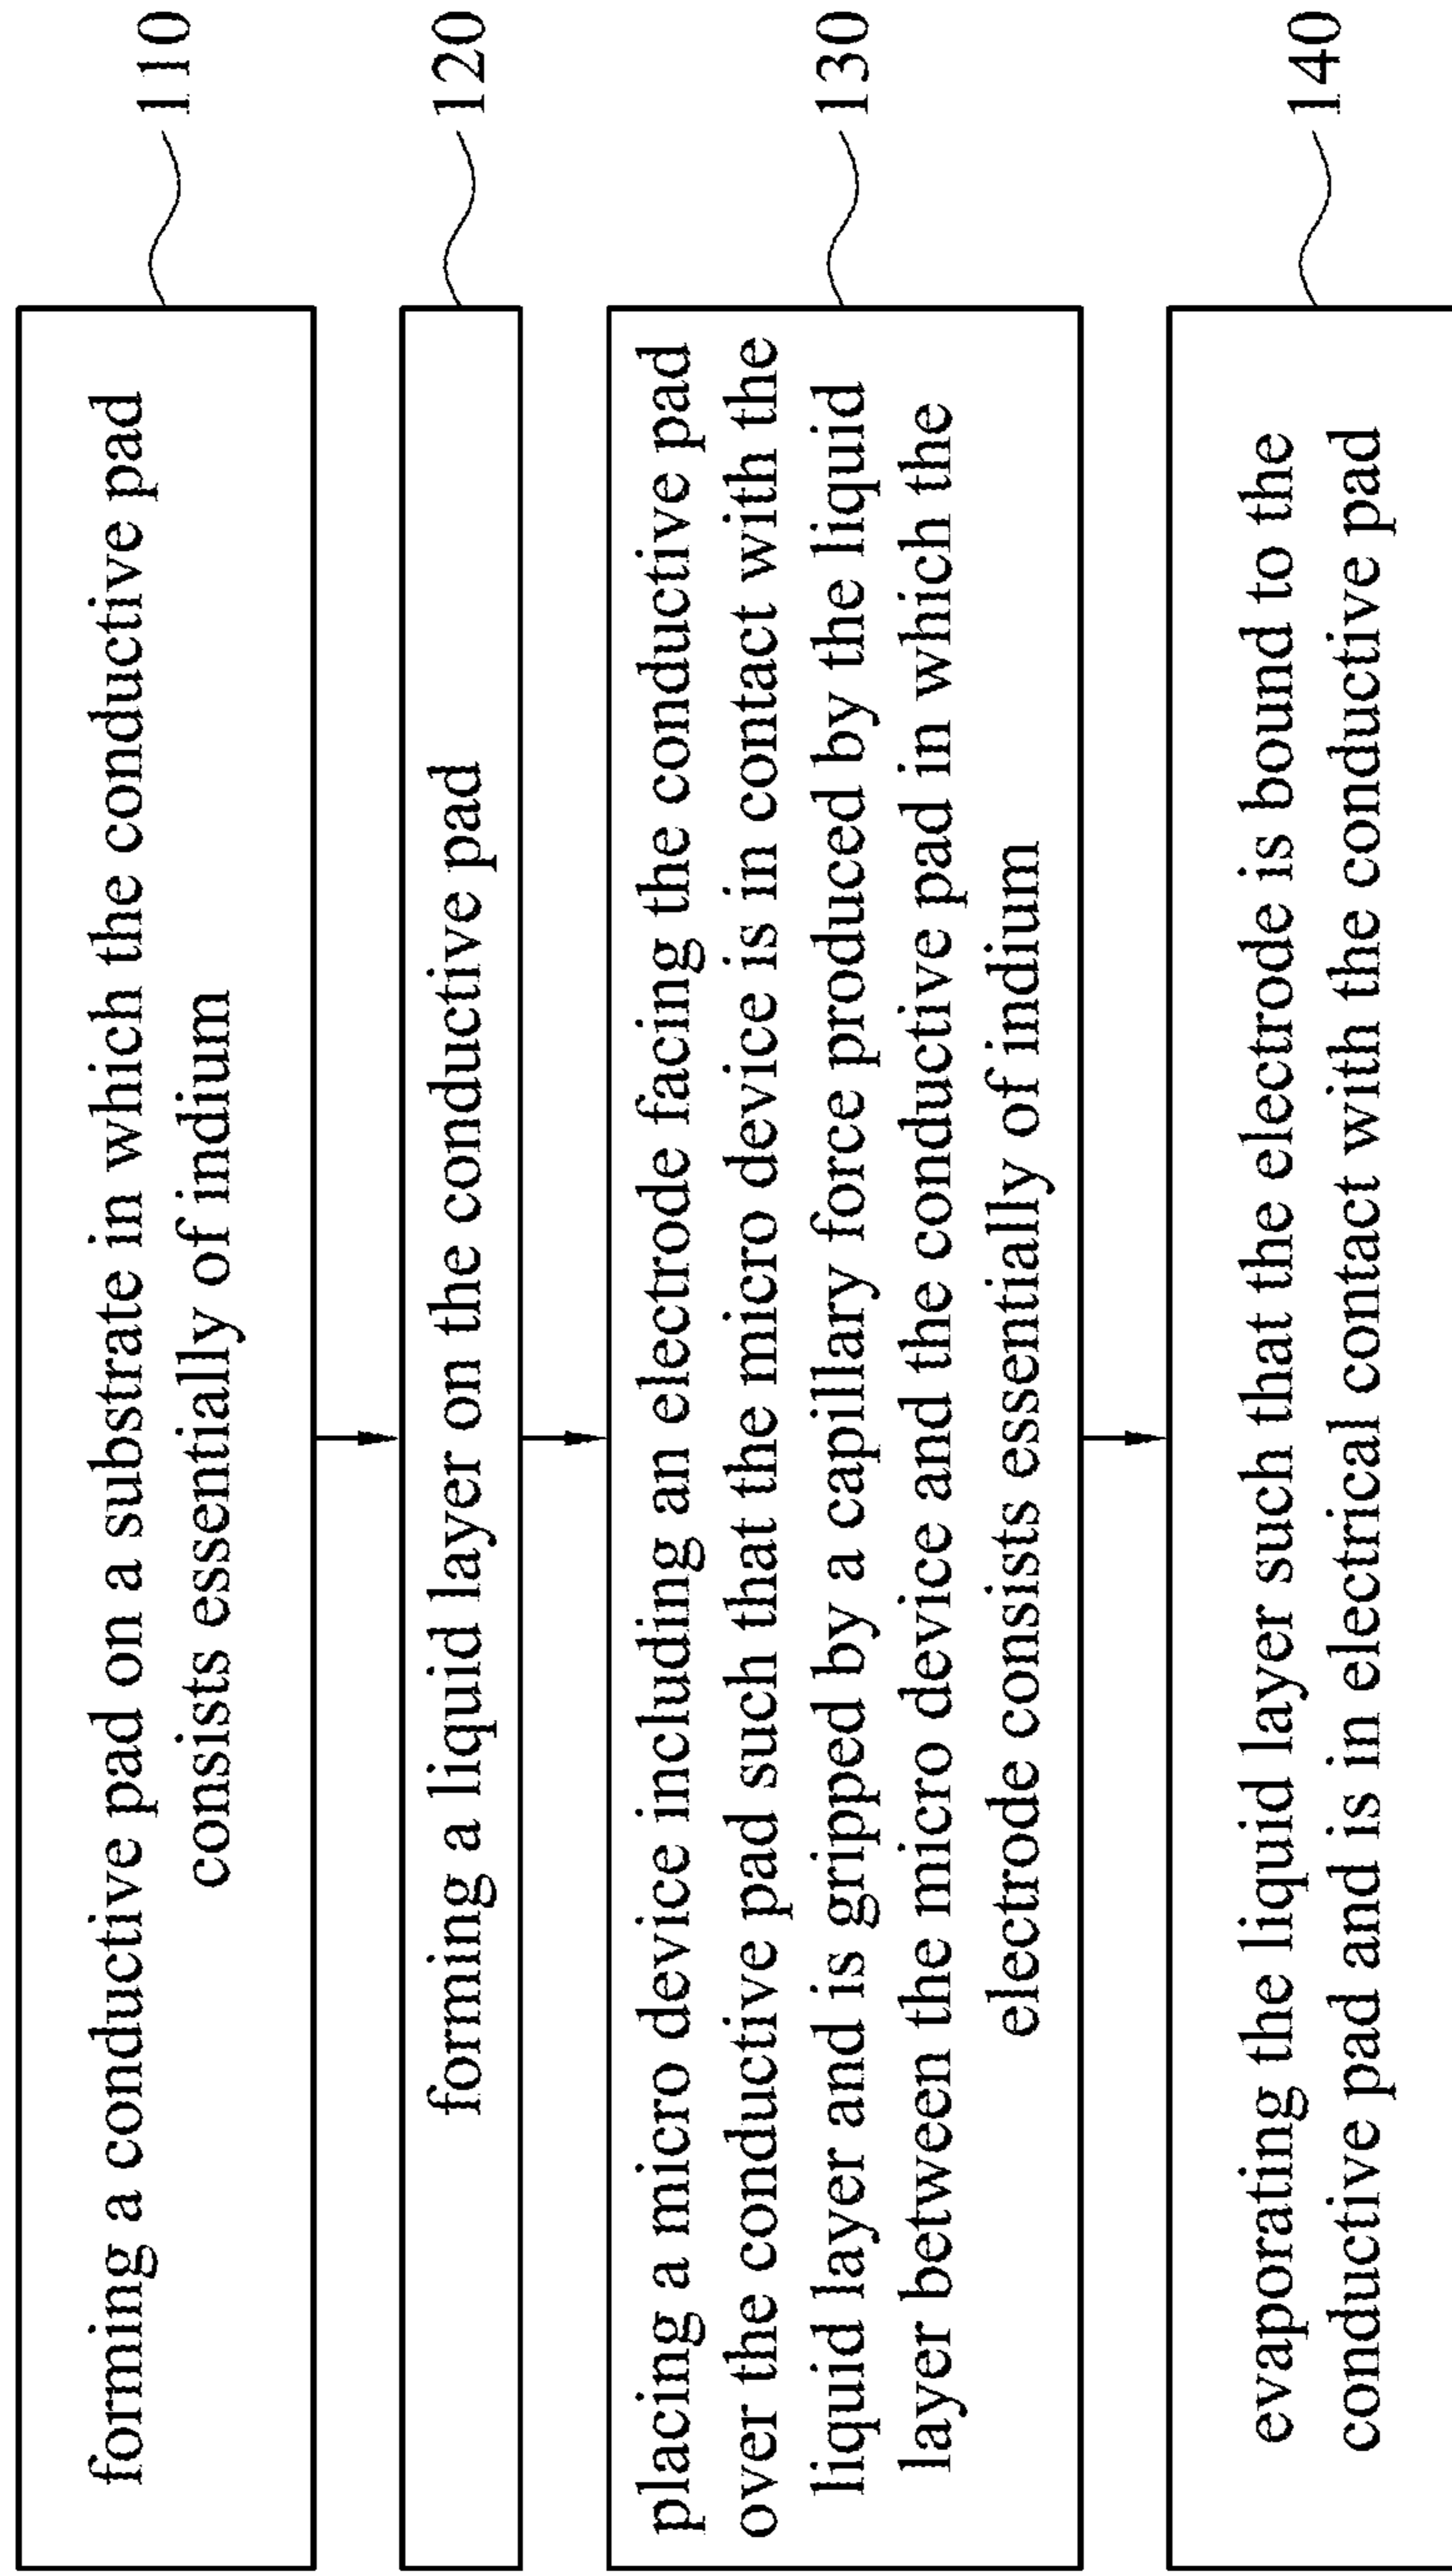 forming a conductive pad on a substrate in which the conductive pad
consists essentially of indium
110
forming a liquid layer on the conductive pad
120
placing a micro device including an electrode facing the conductive pad
over the conductive pad such that the micro device is in contact with the
liquid layer and is gripped by a capillary force produced by the liquid
layer between the micro device and the conductive pad in which the
electrode consists essentially of indium
130
evaporating the liquid layer such that the electrode is bound to the
conductive pad and is in electrical contact with the conductive pad
140